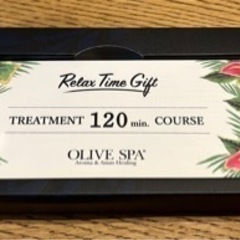 Relax Time Gift
TREATMENT 120 min. COURSE
OLIVE SPA®
Aroma & Asian Healing